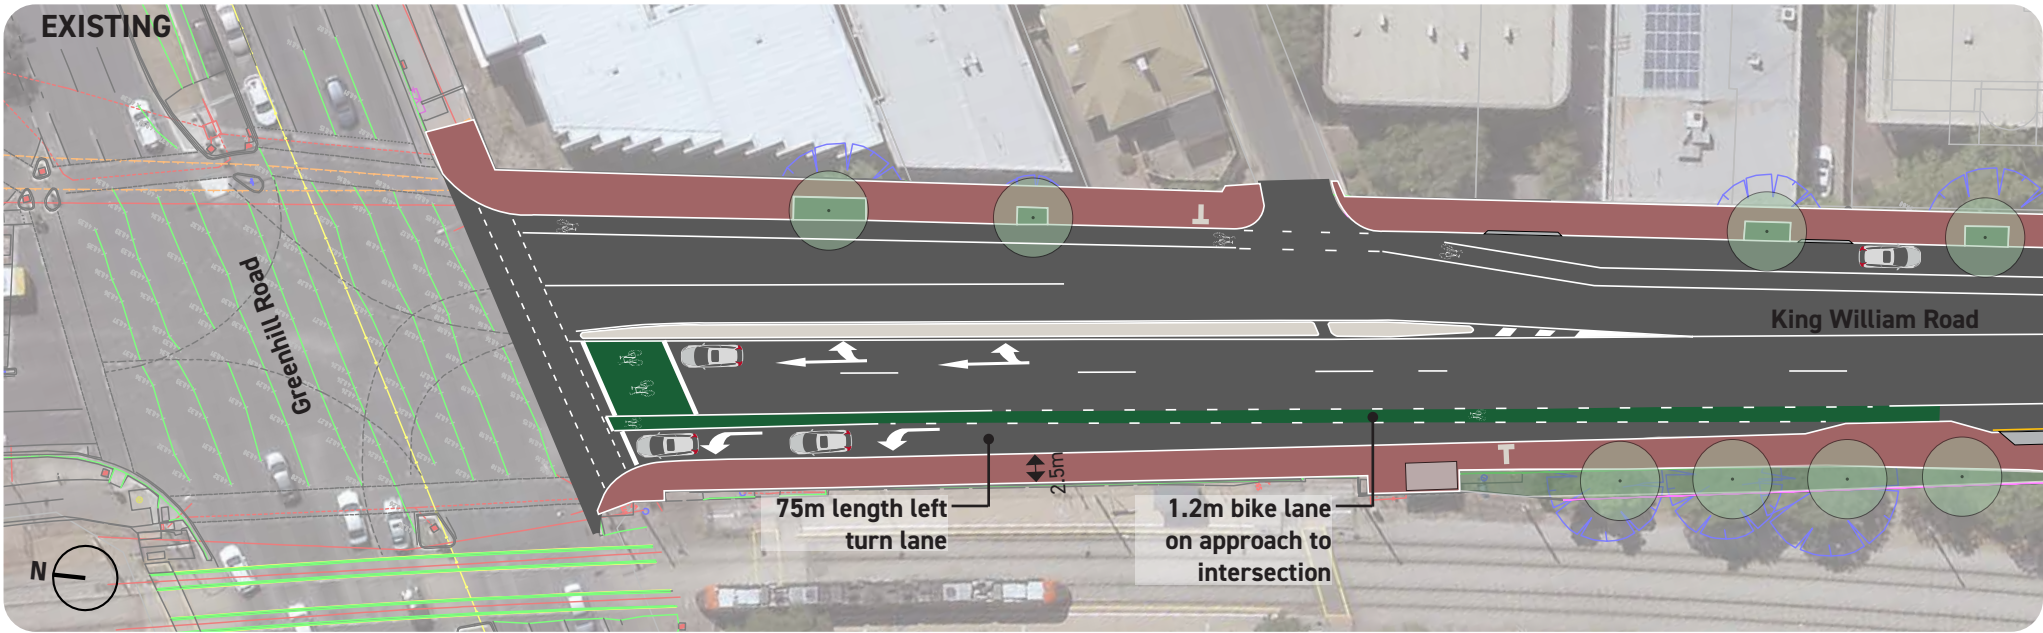 EXISTING
Greenhill Road
King William Road
2.5m
75m length left
turn lane
1.2m bike lane
on approach to
intersection
N